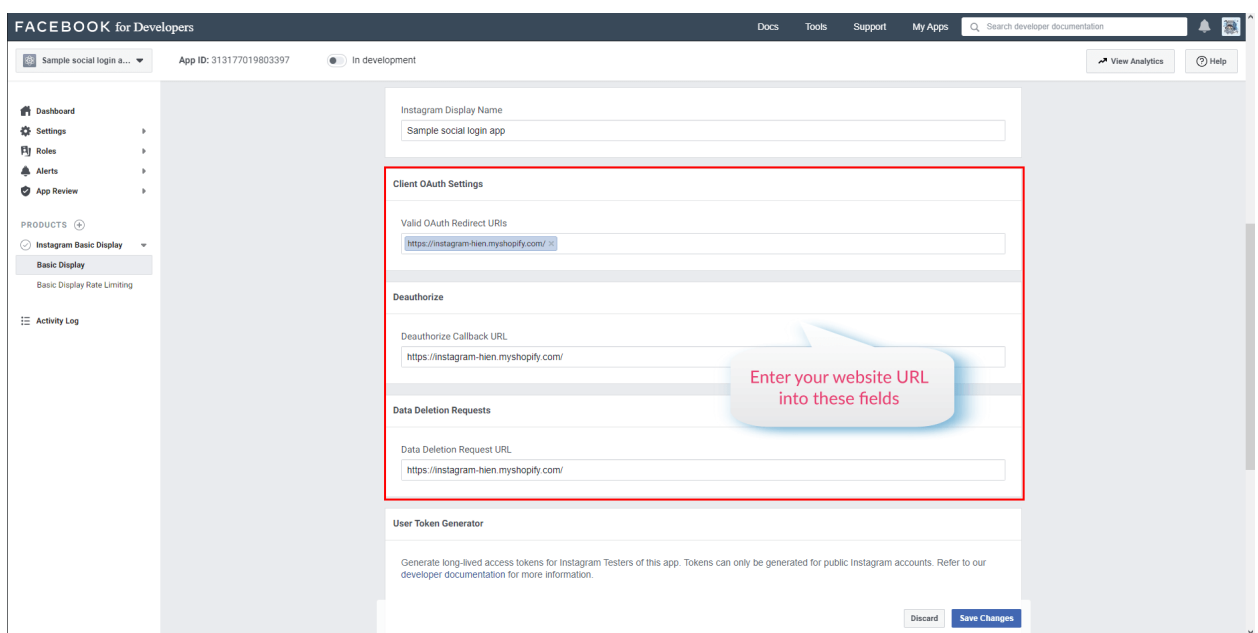 FACEBOOK for Developers
Docs Tools Support My Apps Search developer documentation
Sample social login a... App ID: 313177019803397 In development View Analytics Help
Dashboard
Settings
Roles
Alerts
App Review
PRODUCTS
Instagram Basic Display
Basic Display
Basic Display Rate Limiting
Activity Log
Instagram Display Name
Sample social login app
Client OAuth Settings
Valid OAuth Redirect URIs
https://instagram-hien.myshopify.com/
Deauthorize
Deauthorize Callback URL
https://instagram-hien.myshopify.com/
Enter your website URL
into these fields
Data Deletion Requests
Data Deletion Request URL
https://instagram-hien.myshopify.com/
User Token Generator
Generate long-lived access tokens for Instagram Testers of this app. Tokens can only be generated for public Instagram accounts. Refer to our
developer documentation for more information.
Discard Save Changes